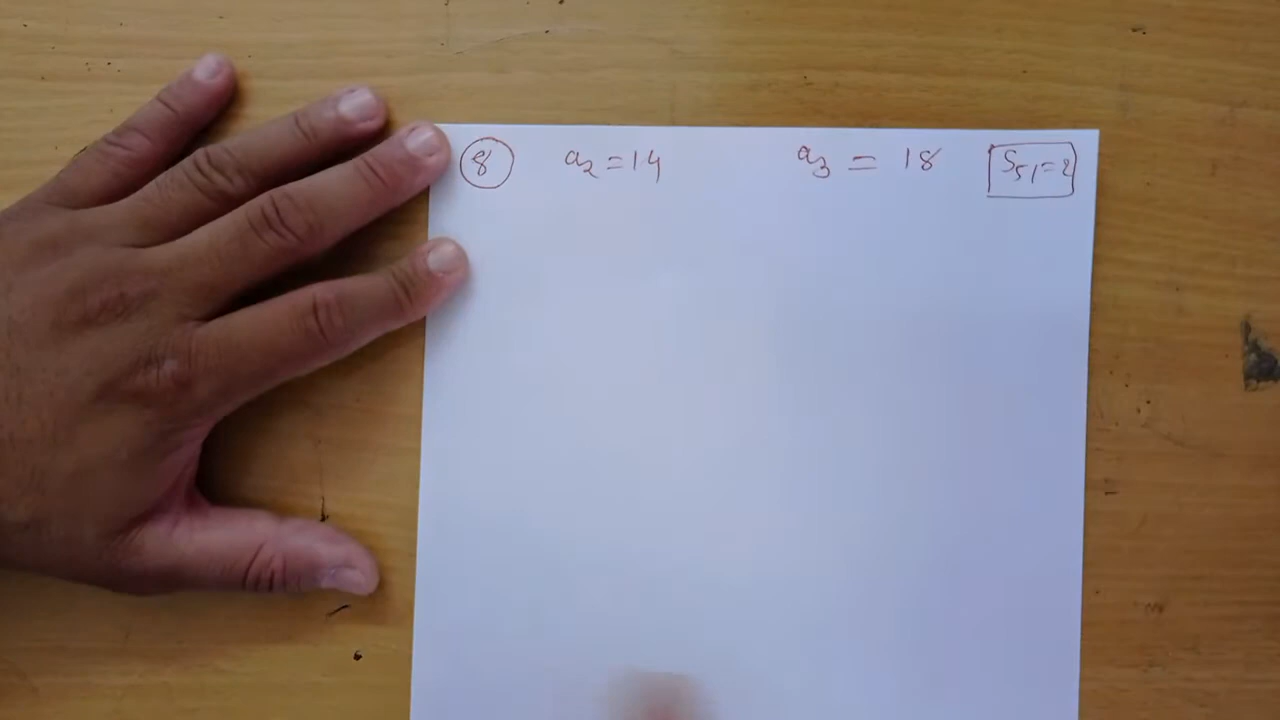 8 a₂ = 14 a₃ = 18 S₅₁ = ?